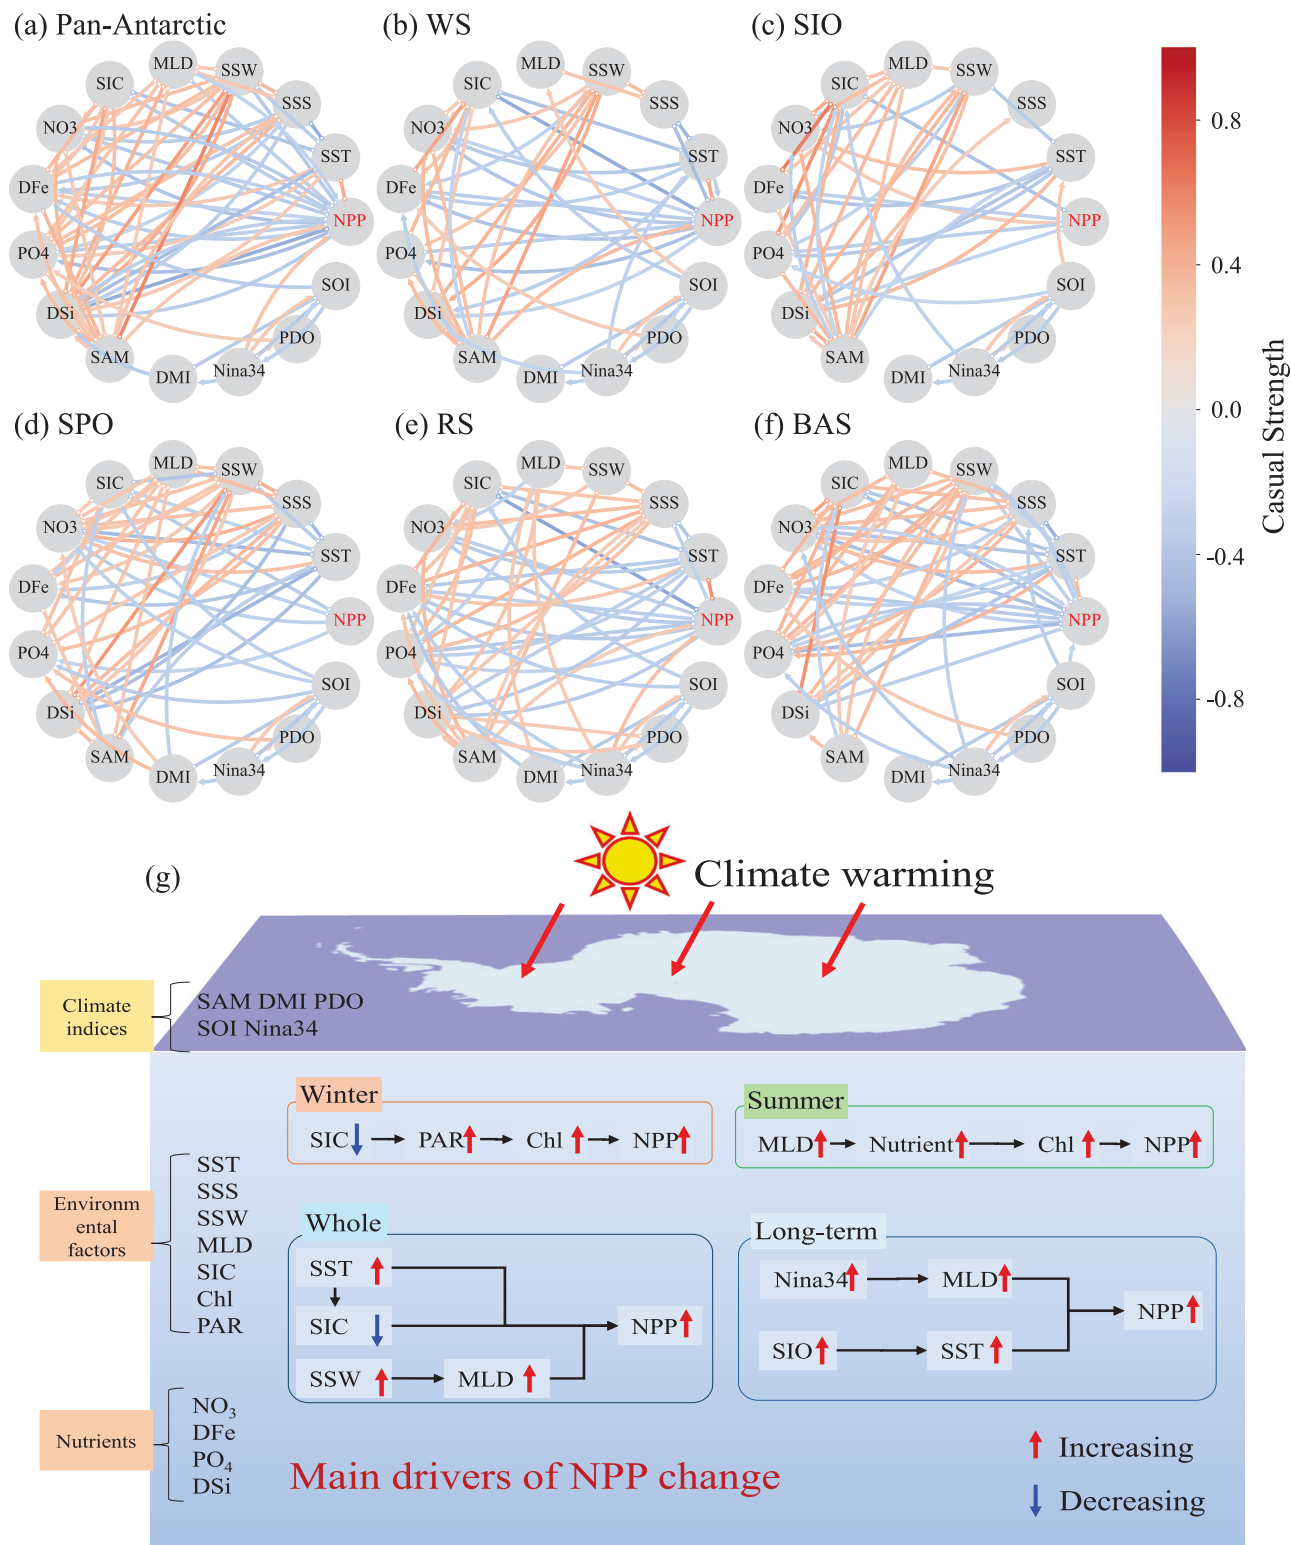 (a) Pan-Antarctic
MLD
SSW
SIC
SSS
NO3
SST
DFe
NPP
PO4
SOI
DSi
PDO
SAM
Nina34
DMI
(b) WS
MLD
SSW
SIC
SSS
NO3
SST
DFe
NPP
PO4
SOI
DSi
PDO
SAM
Nina34
DMI
(c) SIO
MLD
SSW
SIC
SSS
NO3
SST
DFe
NPP
PO4
SOI
DSi
PDO
SAM
Nina34
DMI
(d) SPO
MLD
SSW
SIC
SSS
NO3
SST
DFe
NPP
PO4
SOI
DSi
PDO
SAM
Nina34
DMI
(e) RS
MLD
SSW
SIC
SSS
NO3
SST
DFe
NPP
PO4
SOI
DSi
PDO
SAM
Nina34
DMI
(f) BAS
MLD
SSW
SIC
SSS
NO3
SST
DFe
NPP
PO4
SOI
DSi
PDO
SAM
Nina34
DMI
0.8
0.4
0.0
-0.4
-0.8
Casual Strength
(g)
Climate warming
Climate
indices
SAM DMI PDO
SOI Nina34
Winter
SIC PAR Chl NPP
Summer
MLD Nutrient Chl NPP
Environm
ental
factors
SST
SSS
SSW
MLD
SIC
Chl
PAR
Whole
SST
SIC
NPP
SSW MLD
Long-term
Nina34 MLD
NPP
SIO SST
Nutrients
NO3
DFe
PO4
DSi
Main drivers of NPP change
Increasing
Decreasing